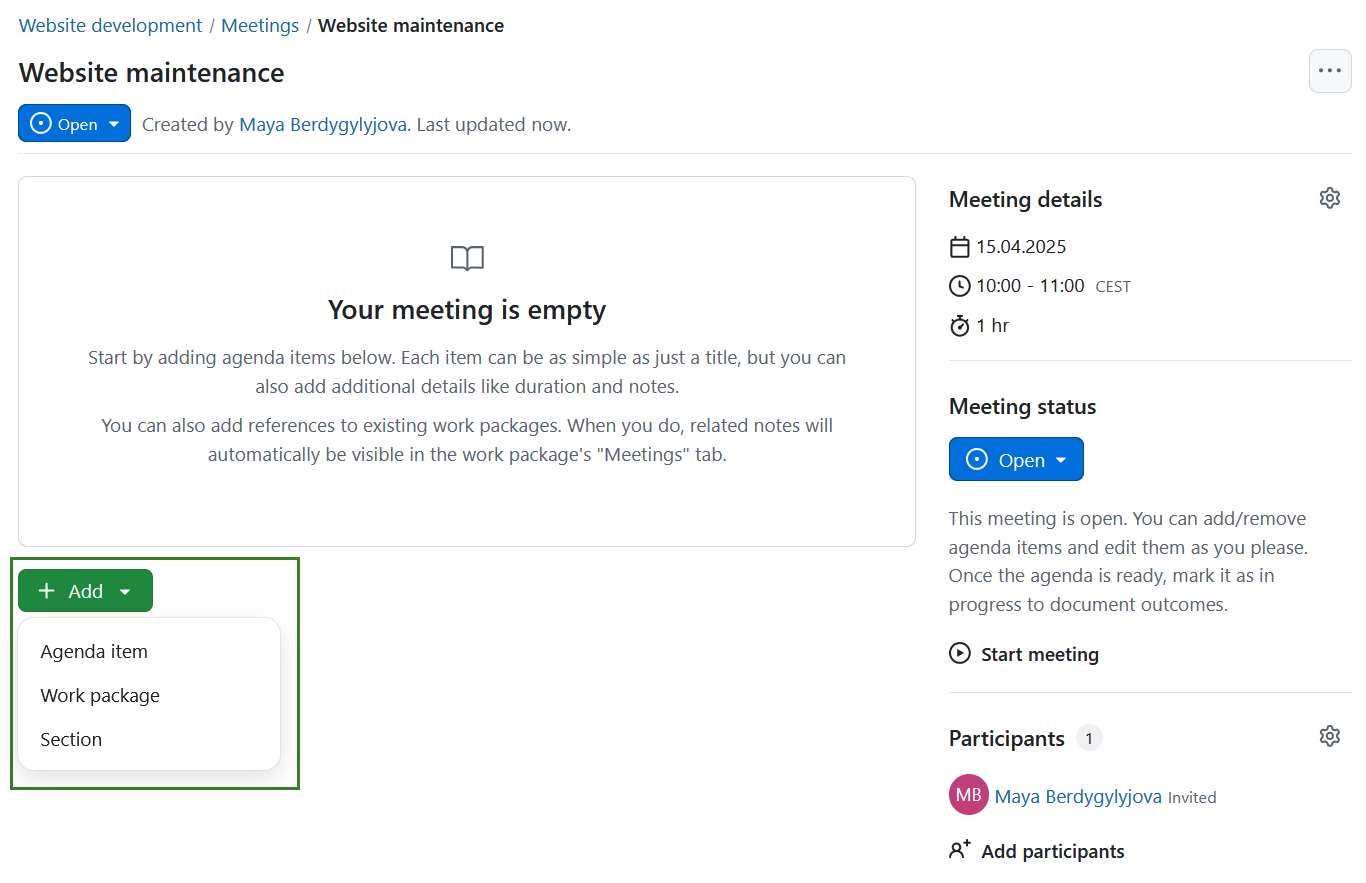 Website development / Meetings / Website maintenance
Website maintenance
Open
Created by Maya Berdygylyjova. Last updated now.
Your meeting is empty
Start by adding agenda items below. Each item can be as simple as just a title, but you can
also add additional details like duration and notes.
You can also add references to existing work packages. When you do, related notes will
automatically be visible in the work package's "Meetings" tab.
+ Add
Agenda item
Work package
Section
Meeting details
15.04.2025
10:00 - 11:00 CEST
1 hr
Meeting status
Open
This meeting is open. You can add/remove
agenda items and edit them as you please.
Once the agenda is ready, mark it as in
progress to document outcomes.
Start meeting
Participants 1
MB Maya Berdygylyjova Invited
Add participants